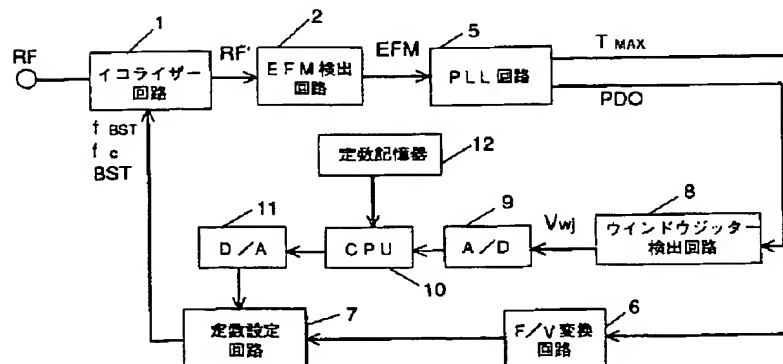 1
2
5
RF
イコライザー
回路
RF'
EFM検出
回路
EFM
PLL回路
T MAX
PDO
f BST
f c
BST
定数記憶器
12
11
D/A
CPU
10
9
A/D
Vwj
8
ウインドウジッター
検出回路
定数設定
回路
7
F/V変換
回路
6